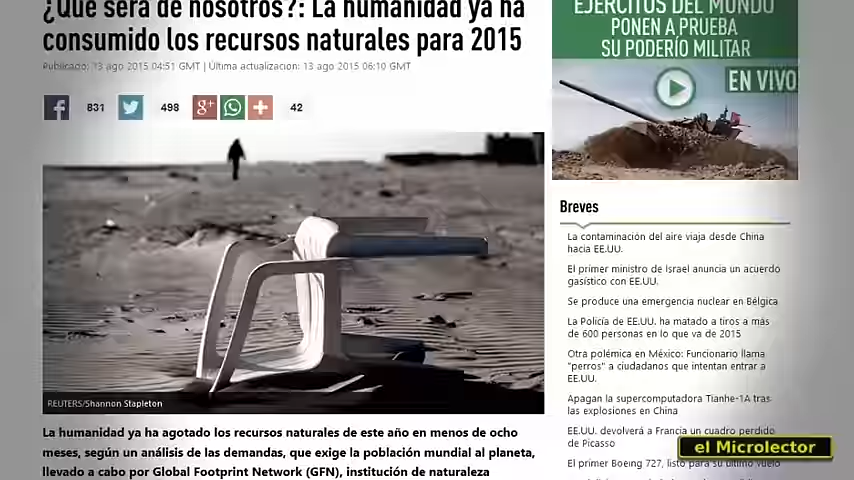 ¿Qué será de nosotros?: La humanidad ya ha
consumido los recursos naturales para 2015
Publicado: 13 ago 2015 04:51 GMT | Última actualización: 13 ago 2015 06:10 GMT
831
498
g+
42
REUTERS/Shannon Stapleton
La humanidad ya ha agotado los recursos naturales de este año en menos de ocho
meses, según un análisis de las demandas, que exige la población mundial al planeta,
llevado a cabo por Global Footprint Network (GFN), institución de naturaleza
EJÉRCITOS DEL MUNDO
PONEN A PRUEBA
SU PODERÍO MILITAR
EN VIVO
Breves
La contaminación del aire viaja desde China
hacia EE.UU.
El primer ministro de Israel anuncia un acuerdo
gasístico con EE.UU.
Se produce una emergencia nuclear en Bélgica
La Policía de EE.UU. ha matado a tiros a más
de 600 personas en lo que va de 2015
Otra polémica en México: Funcionario llama
"perros" a ciudadanos que intentan entrar a
EE.UU.
Apagan la supercomputadora Tianhe-1A tras
las explosiones en China
EE.UU. devolverá a Francia un cuadro perdido
de Picasso
El primer Boeing 727, listo para su último vuelo
el Microlector